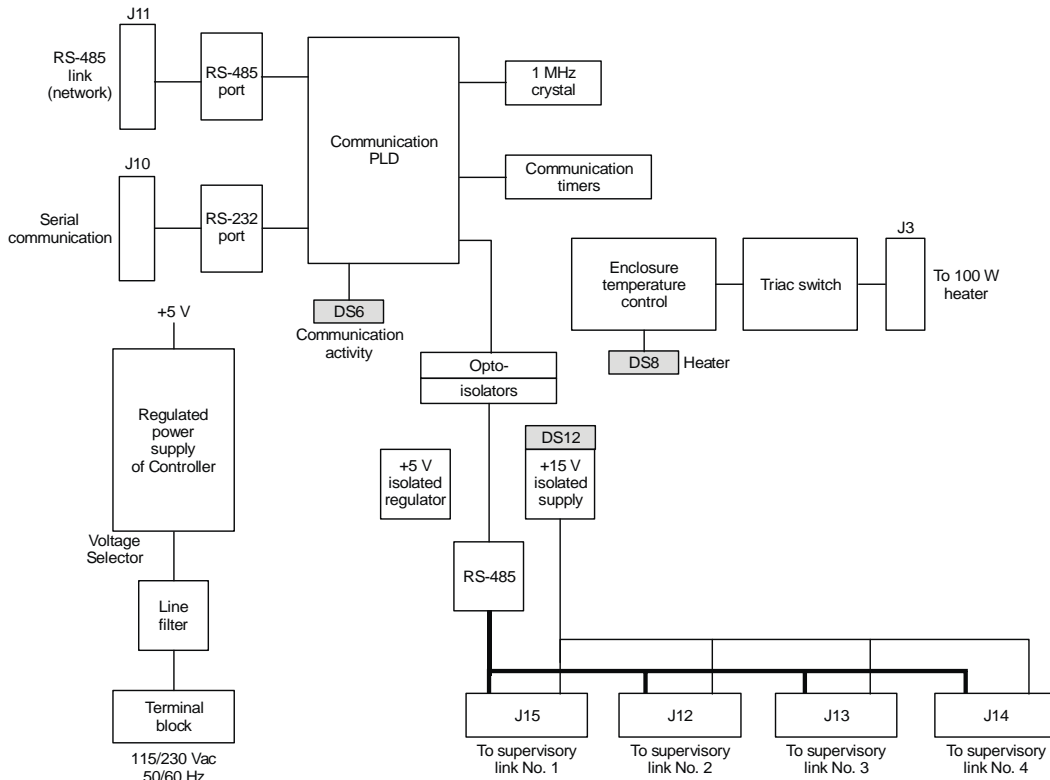 J11
RS-485
link
(network)
RS-485
port
Communication
PLD
1 MHz
crystal
Communication
timers
J10
Serial
communication
RS-232
port
DS6
Communication
activity
Enclosure
temperature
control
Triac switch
J3
To 100 W
heater
DS8
Heater
+5 V
Regulated
power
supply
of Controller
Voltage
Selector
Line
filter
Terminal
block
115/230 Vac
50/60 Hz
Opto-
isolators
+5 V
isolated
regulator
DS12
+15 V
isolated
supply
RS-485
J15
To supervisory
link No. 1
J12
To supervisory
link No. 2
J13
To supervisory
link No. 3
J14
To supervisory
link No. 4